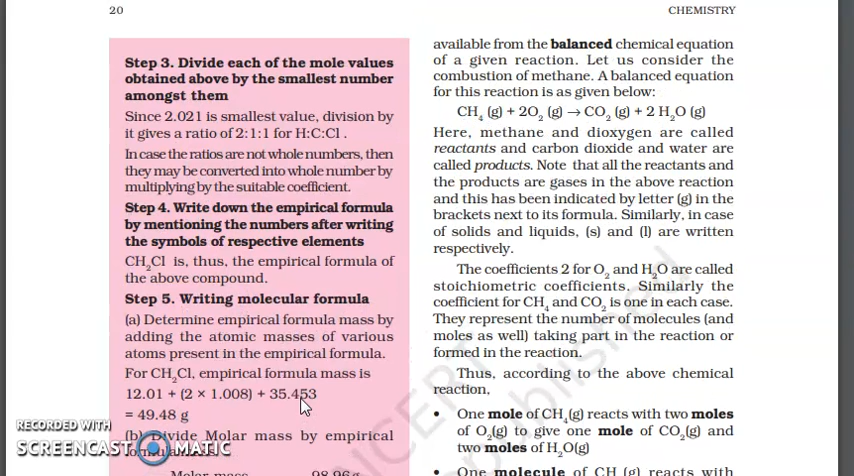 20
CHEMISTRY
Step 3. Divide each of the mole values
obtained above by the smallest number
amongst them
Since 2.021 is smallest value, division by
it gives a ratio of 2:1:1 for H:C:Cl .
In case the ratios are not whole numbers, then
they may be converted into whole number by
multiplying by the suitable coefficient.
Step 4. Write down the empirical formula
by mentioning the numbers after writing
the symbols of respective elements
CH₂Cl is, thus, the empirical formula of
the above compound.
Step 5. Writing molecular formula
(a) Determine empirical formula mass by
adding the atomic masses of various
atoms present in the empirical formula.
For CH₂Cl, empirical formula mass is
12.01 + (2 × 1.008) + 35.453
= 49.48 g
(b) Divide Molar mass by empirical
Molar mass 98.96 g
available from the balanced chemical equation
of a given reaction. Let us consider the
combustion of methane. A balanced equation
for this reaction is as given below:
CH₄ (g) + 2O₂ (g) → CO₂ (g) + 2 H₂O (g)
Here, methane and dioxygen are called
reactants and carbon dioxide and water are
called products. Note that all the reactants and
the products are gases in the above reaction
and this has been indicated by letter (g) in the
brackets next to its formula. Similarly, in case
of solids and liquids, (s) and (l) are written
respectively.
The coefficients 2 for O₂ and H₂O are called
stoichiometric coefficients. Similarly the
coefficient for CH₄ and CO₂ is one in each case.
They represent the number of molecules (and
moles as well) taking part in the reaction or
formed in the reaction.
Thus, according to the above chemical
reaction,
• One mole of CH₄(g) reacts with two moles
of O₂(g) to give one mole of CO₂(g) and
two moles of H₂O(g)
• One molecule of CH₄(g) reacts with
RECORDED WITH
SCREENCAST MATIC